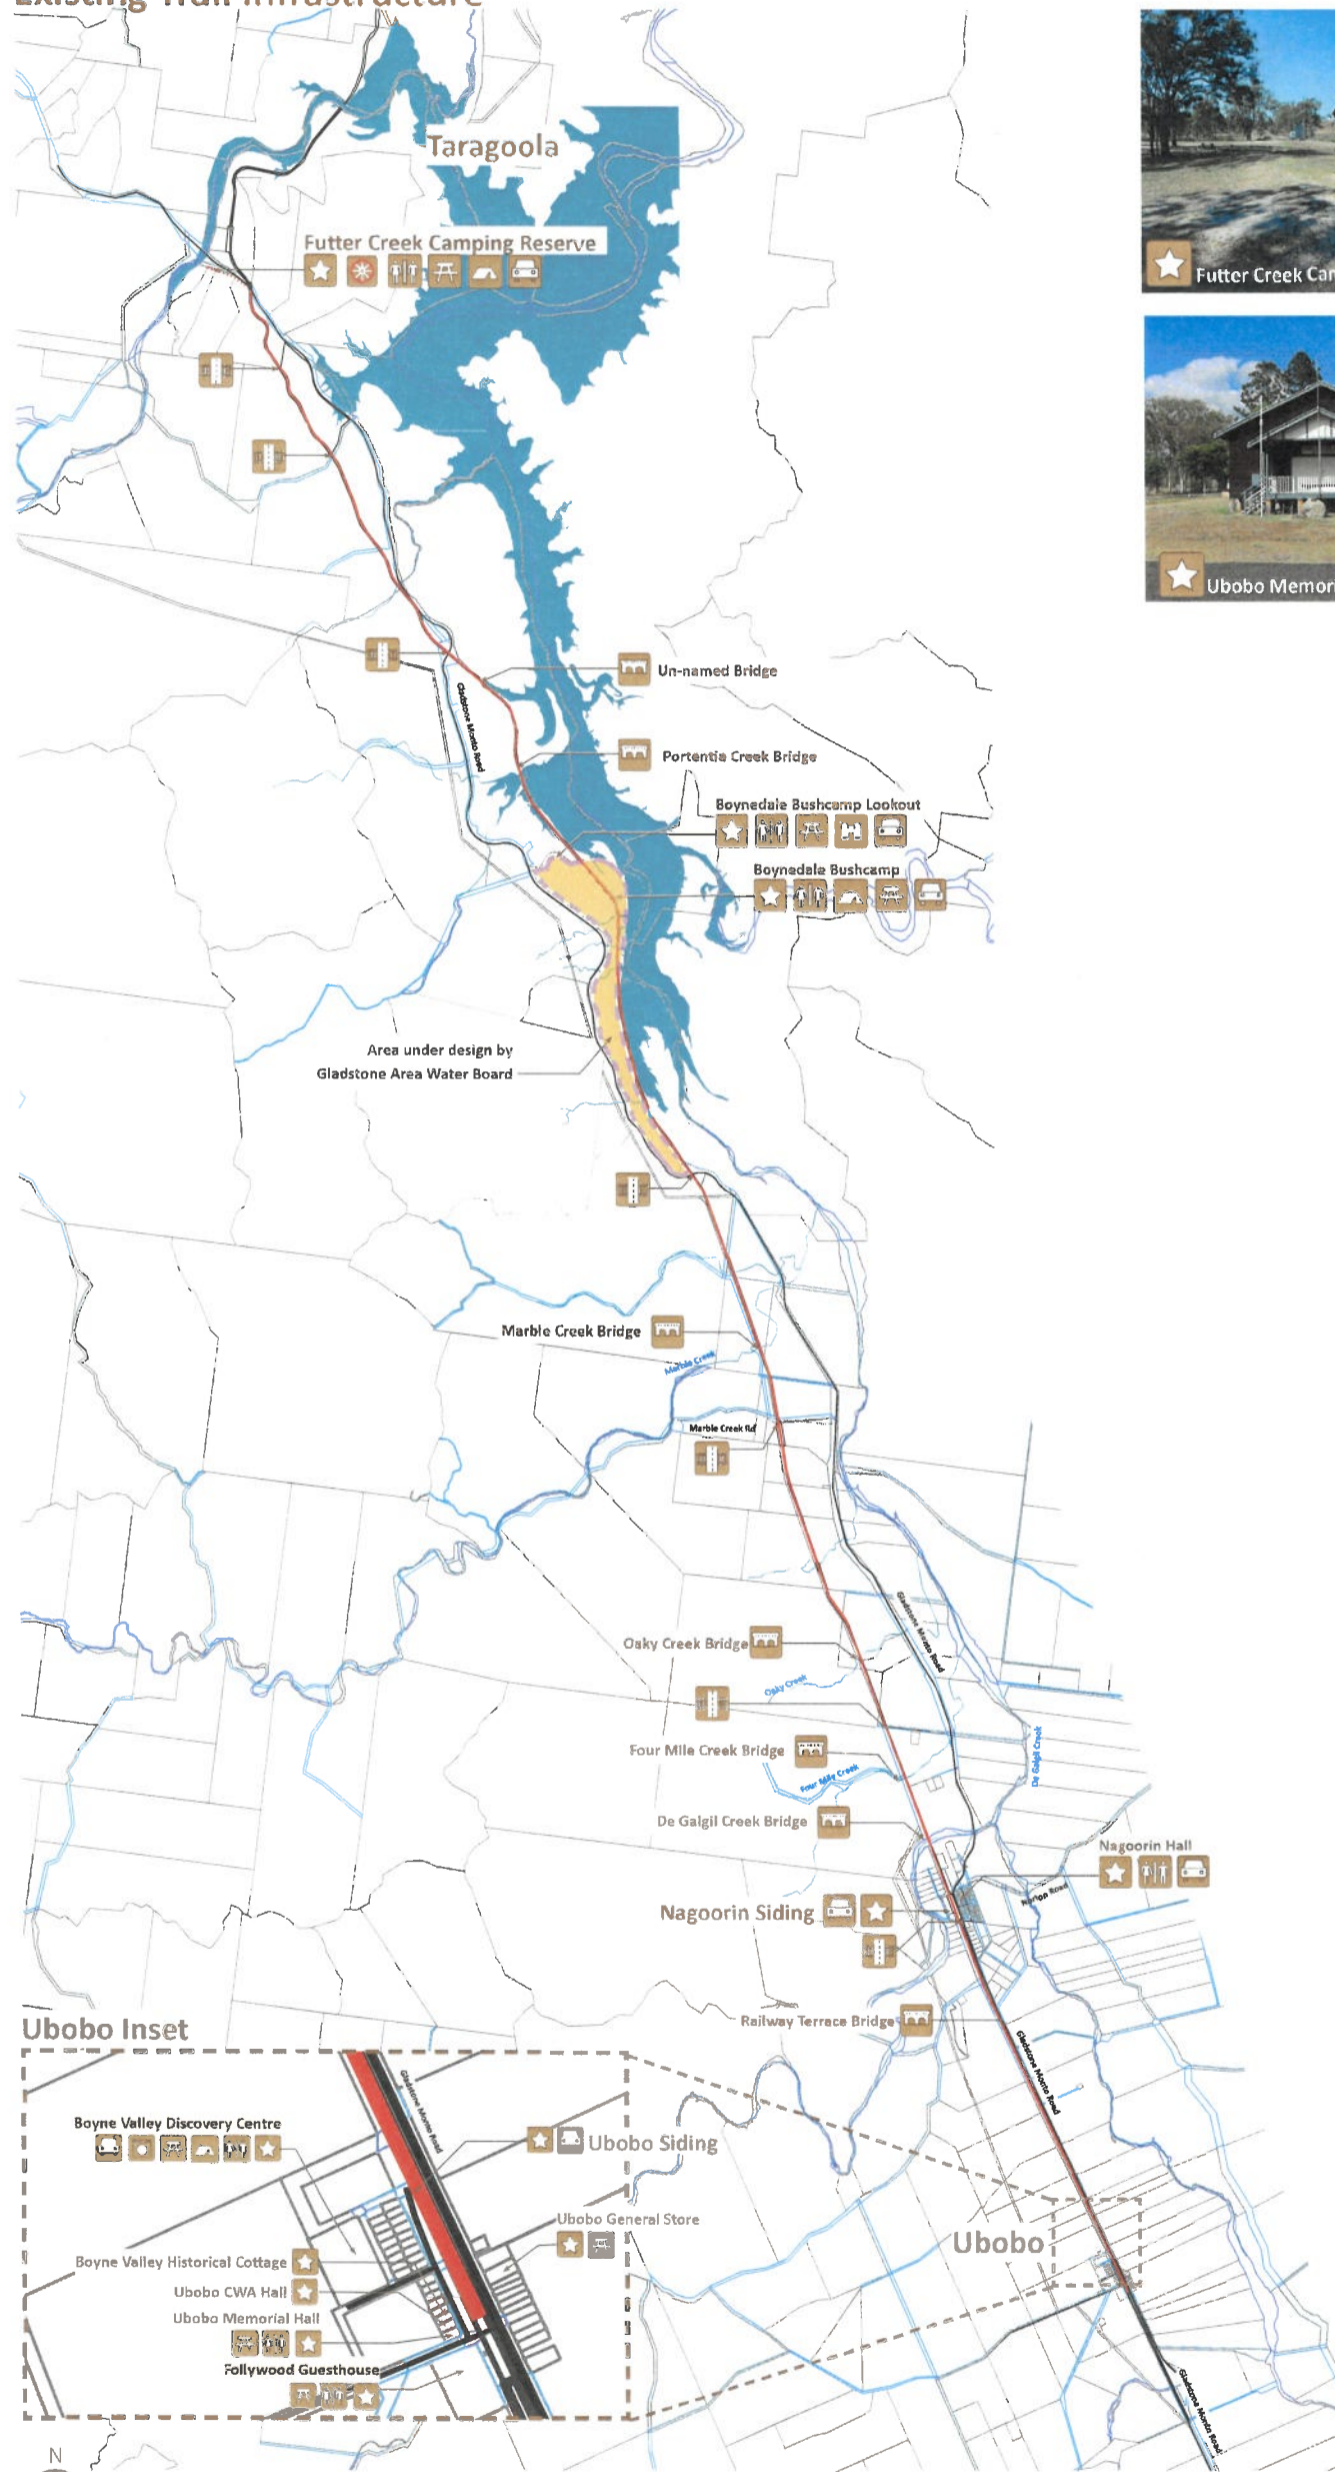 Existing Trail Infrastructure
Taragoola
Futter Creek Camping Reserve
Futter Creek
Ubobo
Un-named Bridge
Gladstone Monto Road
Portentia Creek Bridge
Boynedale Bushcamp Lookout
Boynedale Bushcamp
Area under design by
Gladstone Area Water Board
Marble Creek Bridge
Marble Creek
Marble Creek Rd
Gladstone Monto Road
Oaky Creek Bridge
Oaky Creek
Four Mile Creek Bridge
Four Mile Creek
De Galgil Creek
De Galgil Creek Bridge
Nagoorin Hall
Norton Road
Nagoorin Siding
Railway Terrace Bridge
Gladstone Monto Road
Ubobo Inset
Gladstone Monto Road
Boyne Valley Discovery Centre
Ubobo Siding
Ubobo General Store
Ubobo
Boyne Valley Historical Cottage
Ubobo CWA Hall
Ubobo Memorial Hall
Follywood Guesthouse
Gladstone Monto Road
N